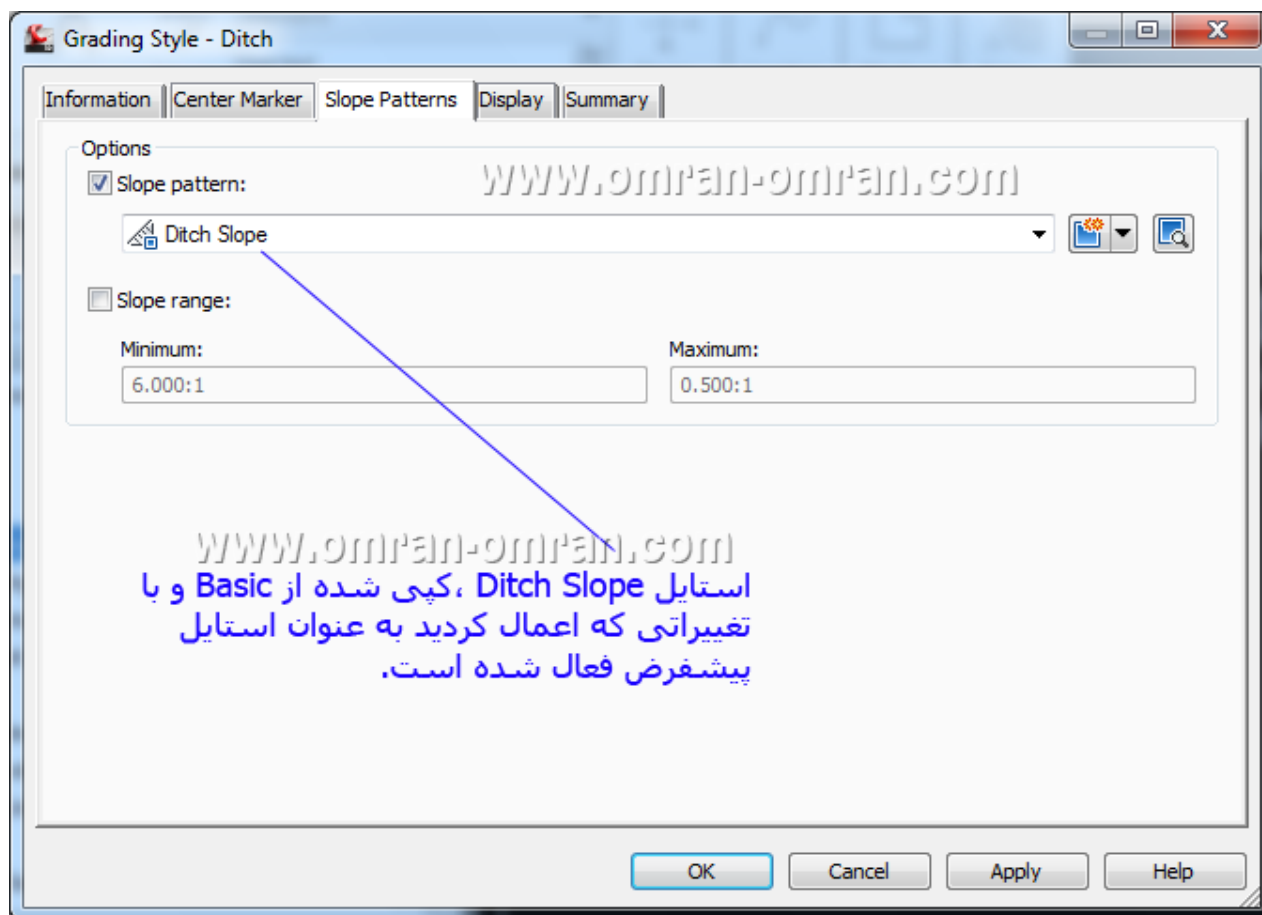 Grading Style - Ditch
Information Center Marker Slope Patterns Display Summary
Options
www.omran-omran.com
Slope pattern:
Ditch Slope
Slope range:
Minimum: Maximum:
6.000:1 0.500:1
www.omran-omran.com
استایل Ditch Slope ،کپی شده از Basic و با
تغییراتی که اعمال کردید به عنوان استایل
پیشفرض فعال شده است.
OK Cancel Apply Help